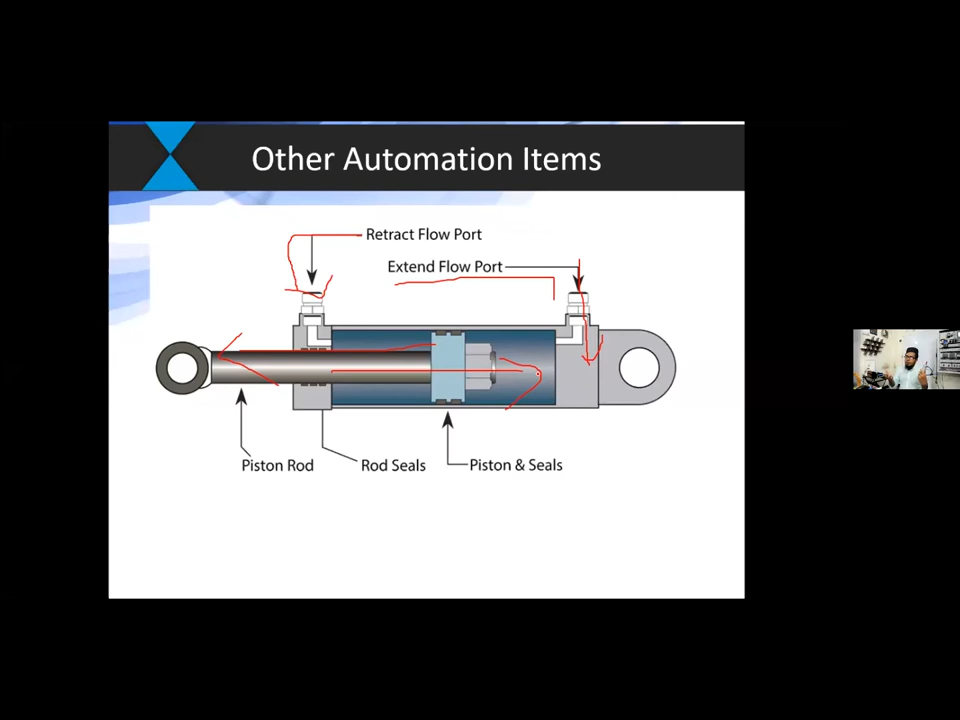 Other Automation Items
Retract Flow Port
Extend Flow Port
Piston Rod
Rod Seals
Piston & Seals